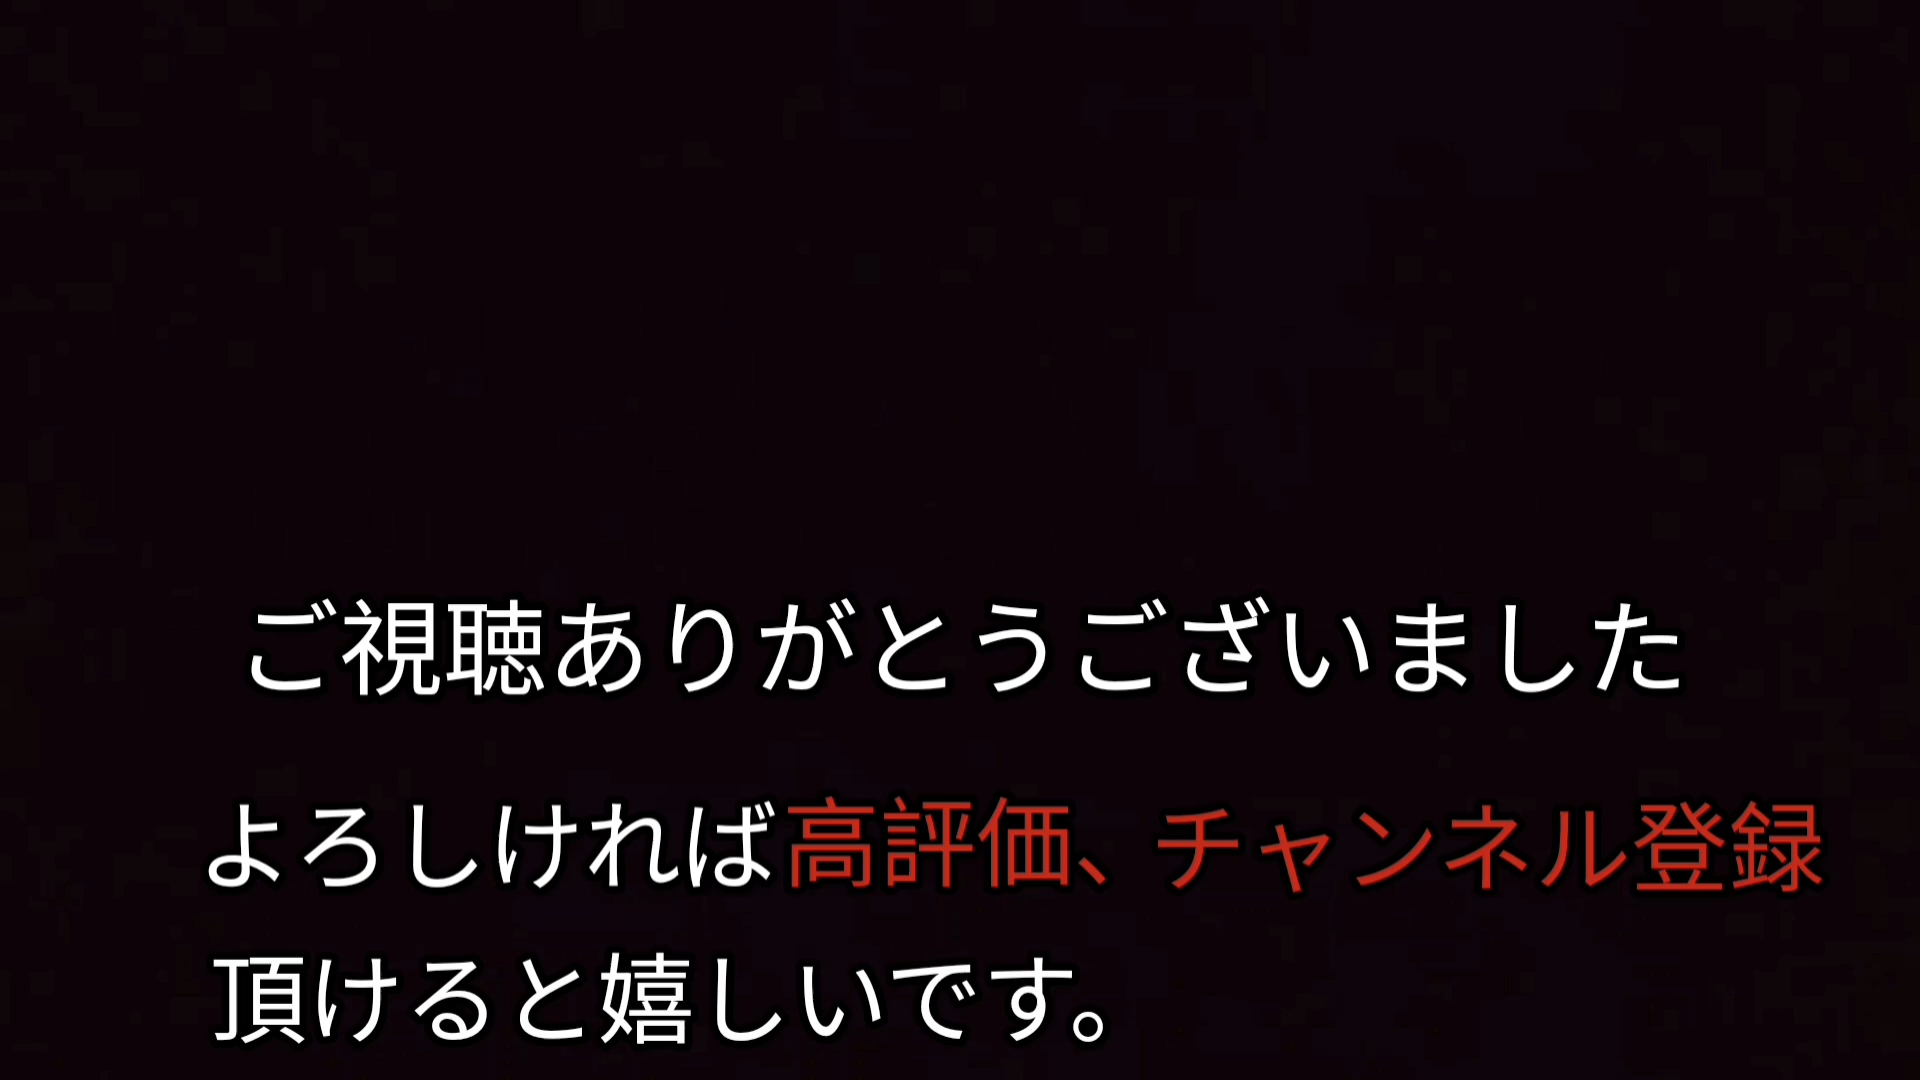 ご視聴ありがとうございました
よろしければ高評価、チャンネル登録
頂けると嬉しいです。